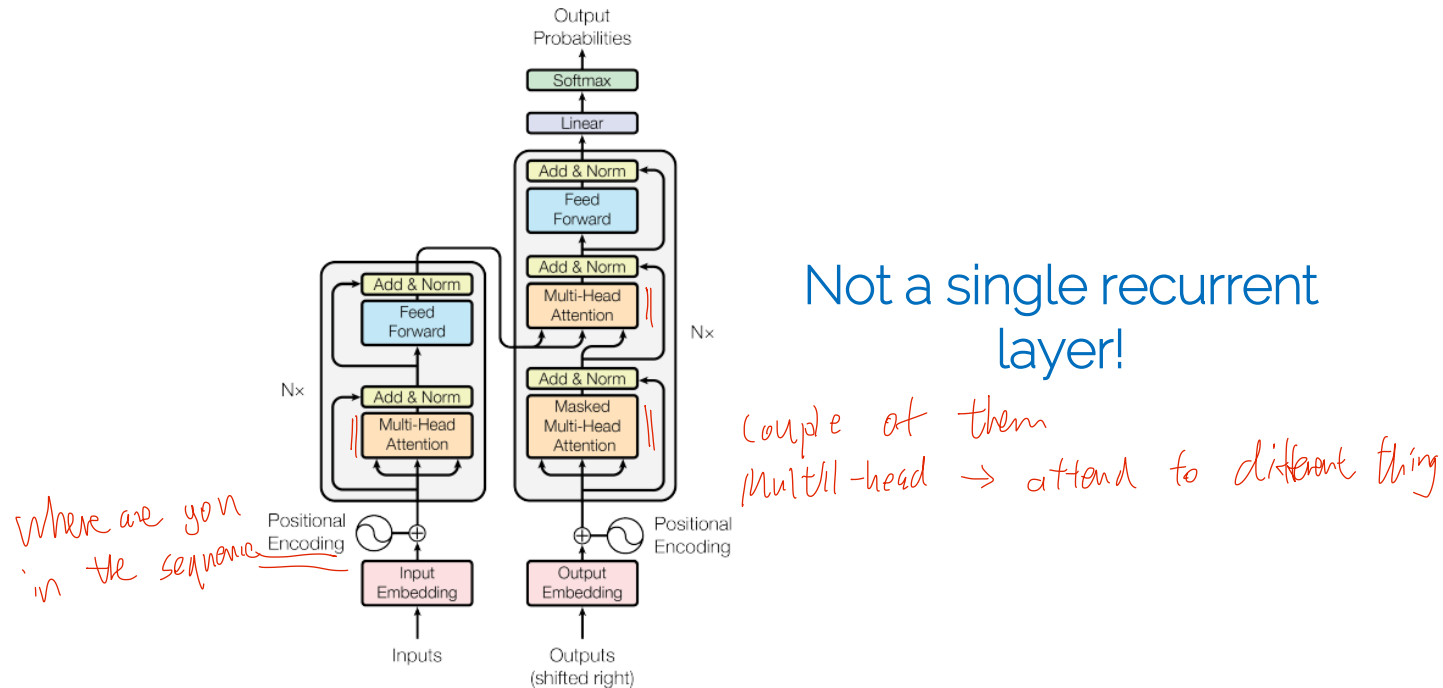 Output
Probabilities
Softmax
Linear
Add & Norm
Feed
Forward
Add & Norm
Multi-Head
Attention
Nx
Add & Norm
Masked
Multi-Head
Attention
Add & Norm
Feed
Forward
Nx
Add & Norm
Multi-Head
Attention
Positional
Encoding
Positional
Encoding
Input
Embedding
Output
Embedding
Inputs
Outputs
(shifted right)
Not a single recurrent
layer!
Couple of them
Multi-head → attend to different thing
Where are you
in the sequence